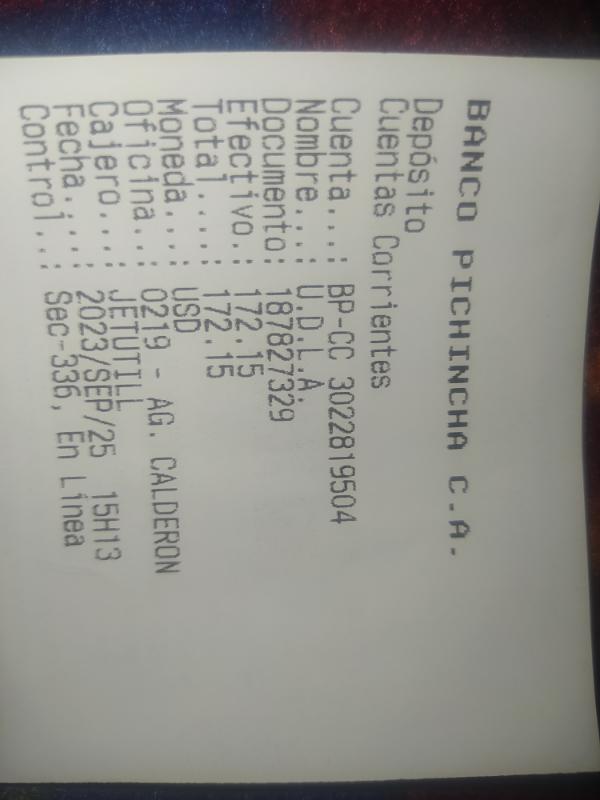 BANCO PICHINCHA C.A.
Depósito
Cuentas Corrientes
Cuenta...: BP-CC 3022819504
Nombre...: U.D.L.A.
Documento: 187827329
Efectivo.: 172.15
Total....: 172.15
Moneda...: USD
Oficina..: 0219 - AG. CALDERON
Cajero...: JETUTILL
Fecha....: 2023/SEP/25 15H13
Control..: Sec-336, En Línea